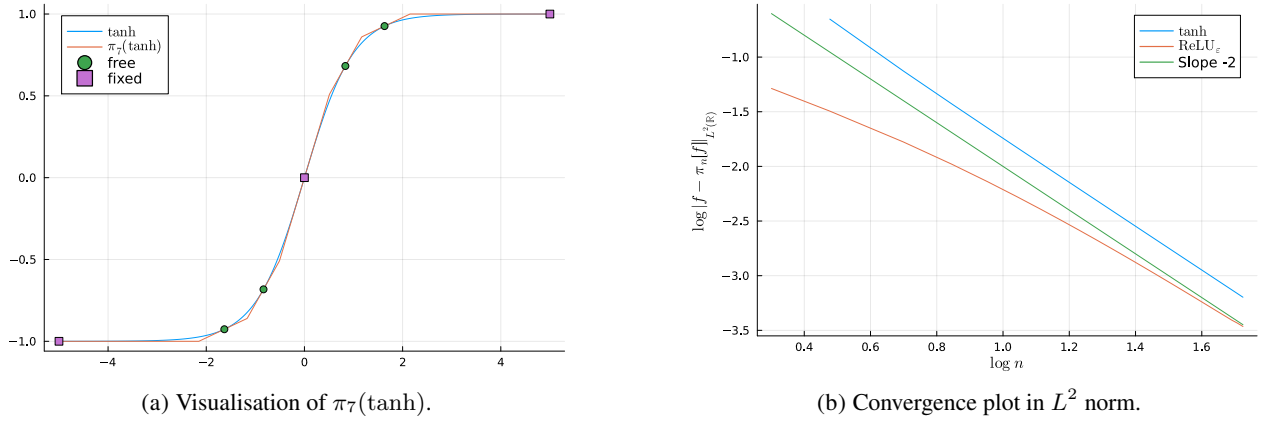 tanh
π₇(tanh)
free
fixed
1.0
0.5
0.0
−0.5
−1.0
−4
−2
0
2
4
(a) Visualisation of π₇(tanh).
tanh
ReLU_ε
Slope -2
log ‖f − π_n[f]‖_{L²(ℝ)}
−1.0
−1.5
−2.0
−2.5
−3.0
−3.5
0.4
0.6
0.8
1.0
1.2
1.4
1.6
log n
(b) Convergence plot in L² norm.